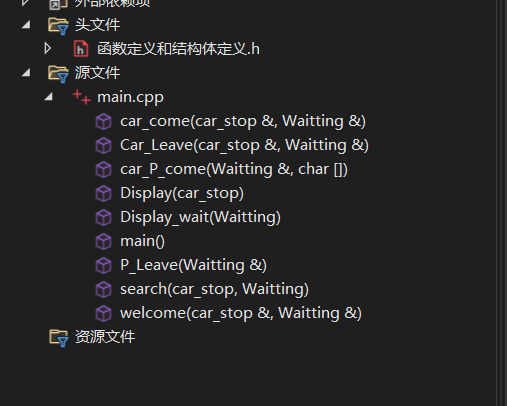 外部依赖项
头文件
函数定义和结构体定义.h
源文件
main.cpp
car_come(car_stop &, Waitting &)
Car_Leave(car_stop &, Waitting &)
car_P_come(Waitting &, char [])
Display(car_stop)
Display_wait(Waitting)
main()
P_Leave(Waitting &)
search(car_stop, Waitting)
welcome(car_stop &, Waitting &)
资源文件